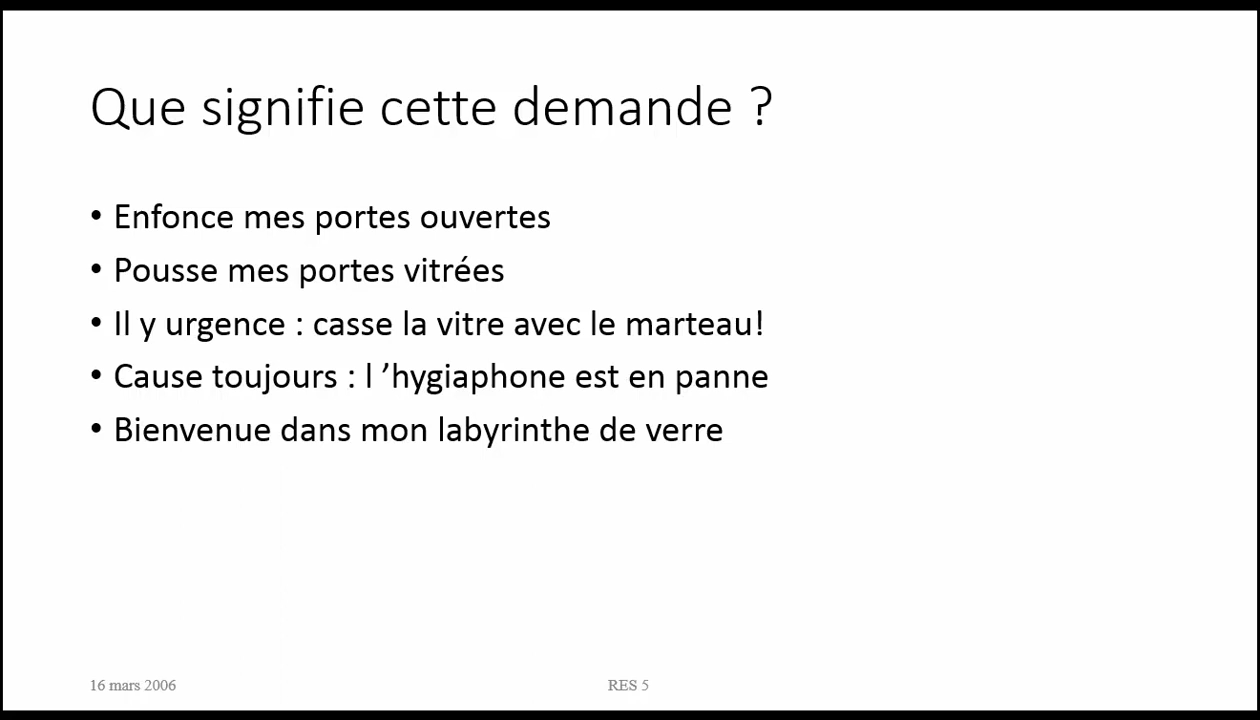 Que signifie cette demande ?
• Enfonce mes portes ouvertes
• Pousse mes portes vitrées
• Il y urgence : casse la vitre avec le marteau!
• Cause toujours : l ’hygiaphone est en panne
• Bienvenue dans mon labyrinthe de verre
16 mars 2006
RES 5